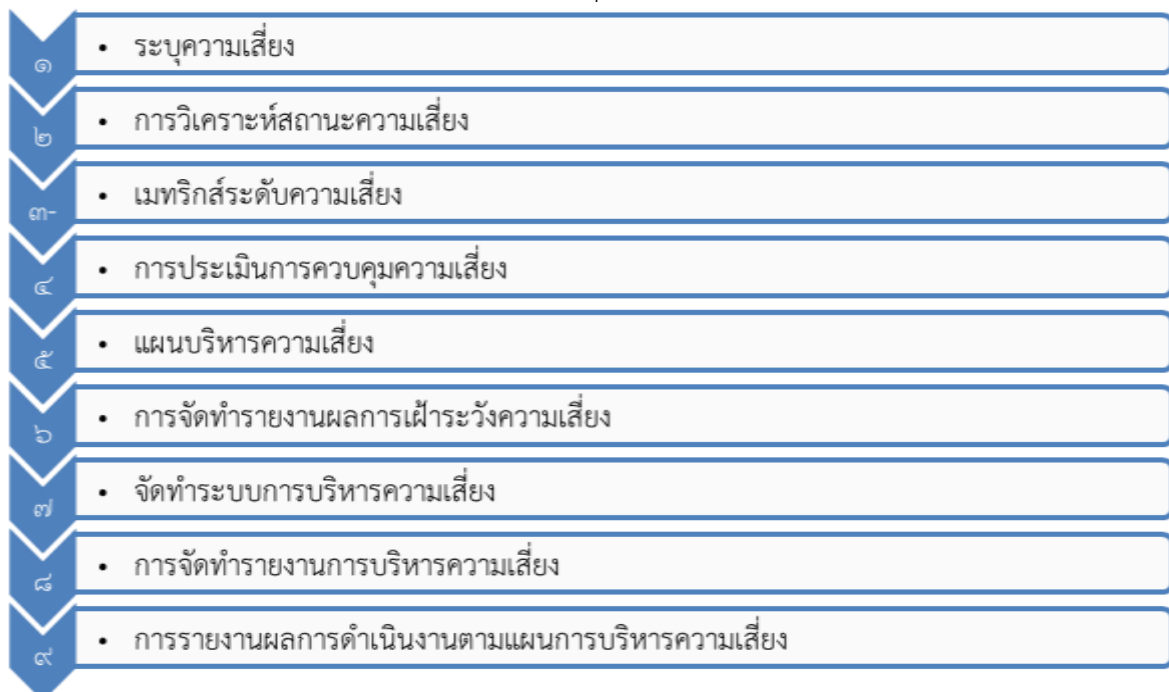 ๑ • ระบุความเสี่ยง
๒ • การวิเคราะห์สถานะความเสี่ยง
๓- • เมทริกส์ระดับความเสี่ยง
๔ • การประเมินการควบคุมความเสี่ยง
๕ • แผนบริหารความเสี่ยง
๖ • การจัดทำรายงานผลการเฝ้าระวังความเสี่ยง
๗ • จัดทำระบบการบริหารความเสี่ยง
๘ • การจัดทำรายงานการบริหารความเสี่ยง
๙ • การรายงานผลการดำเนินงานตามแผนการบริหารความเสี่ยง